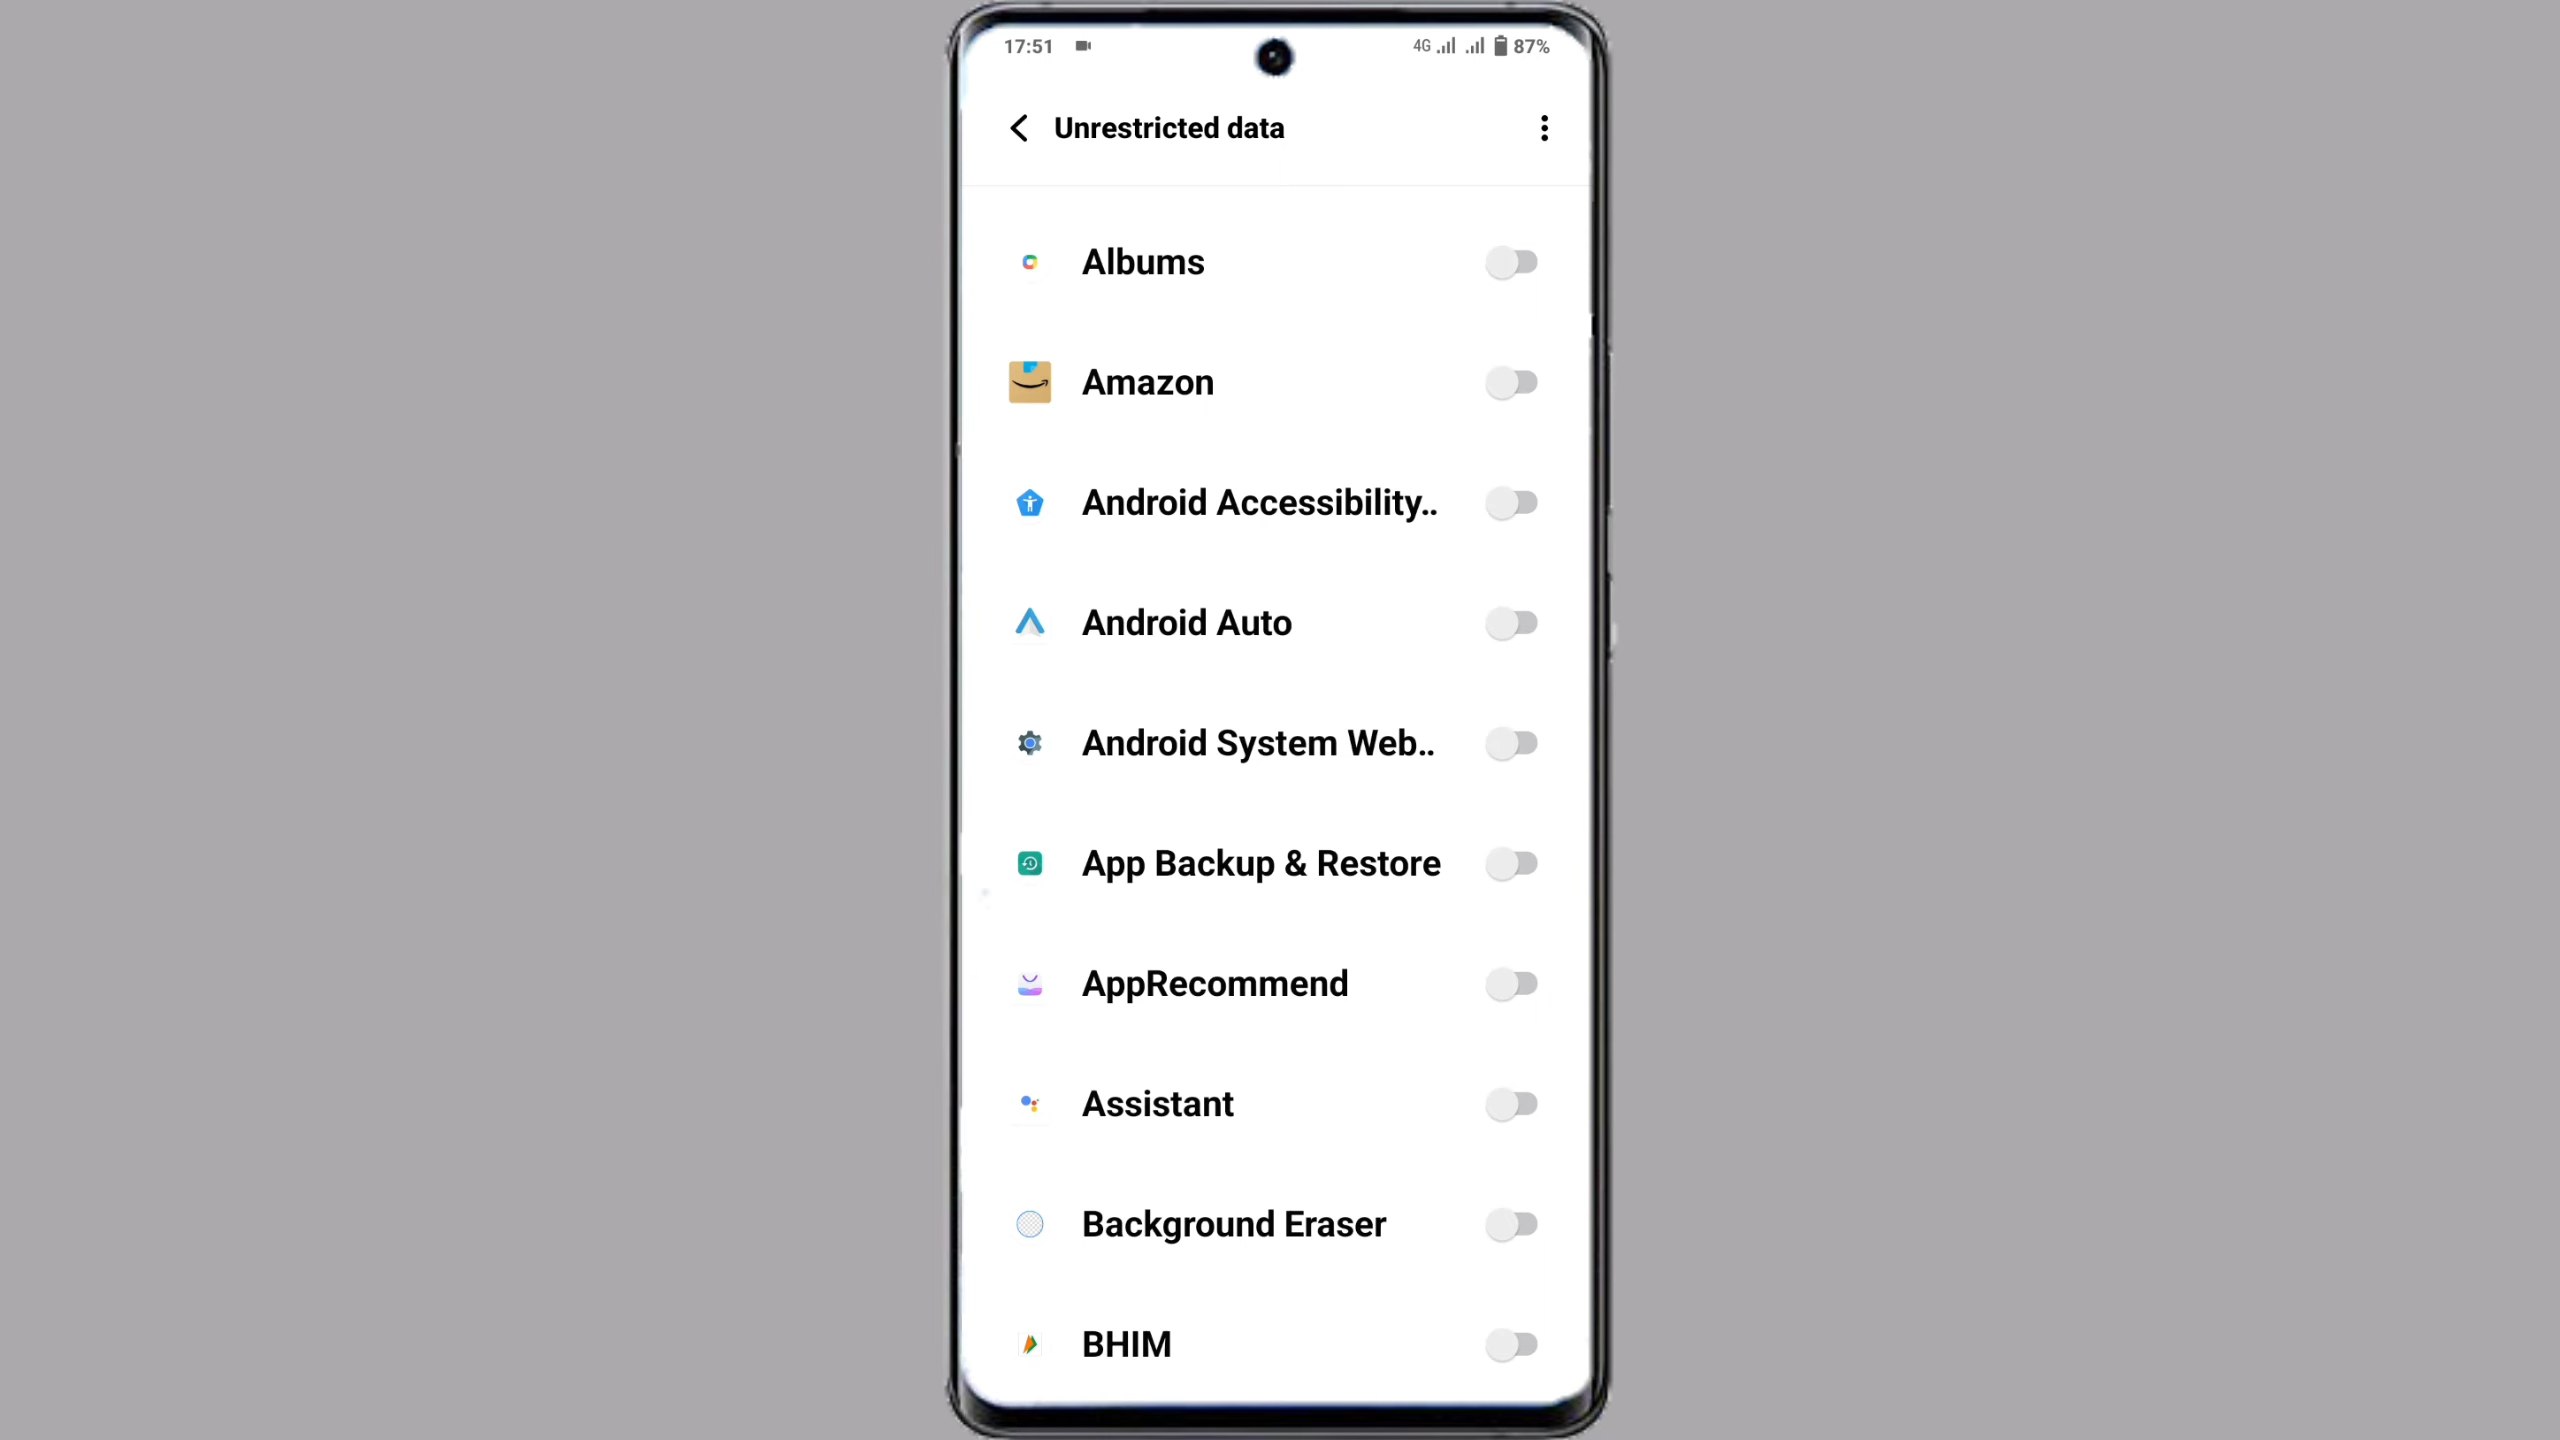 17:51 4G 87%
Unrestricted data
Albums
Amazon
Android Accessibility..
Android Auto
Android System Web..
App Backup & Restore
AppRecommend
Assistant
Background Eraser
BHIM